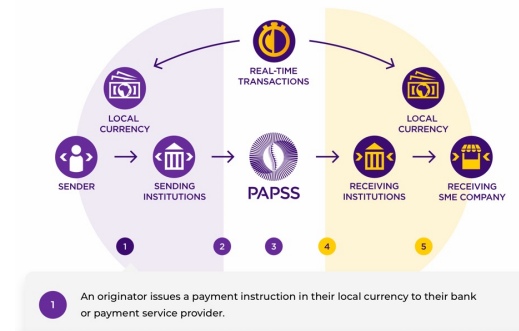 REAL-TIME
TRANSACTIONS
LOCAL
CURRENCY
LOCAL
CURRENCY
SENDER
SENDING
INSTITUTIONS
PAPSS
RECEIVING
INSTITUTIONS
RECEIVING
SME COMPANY
1
2
3
4
5
1
An originator issues a payment instruction in their local currency to their bank
or payment service provider.